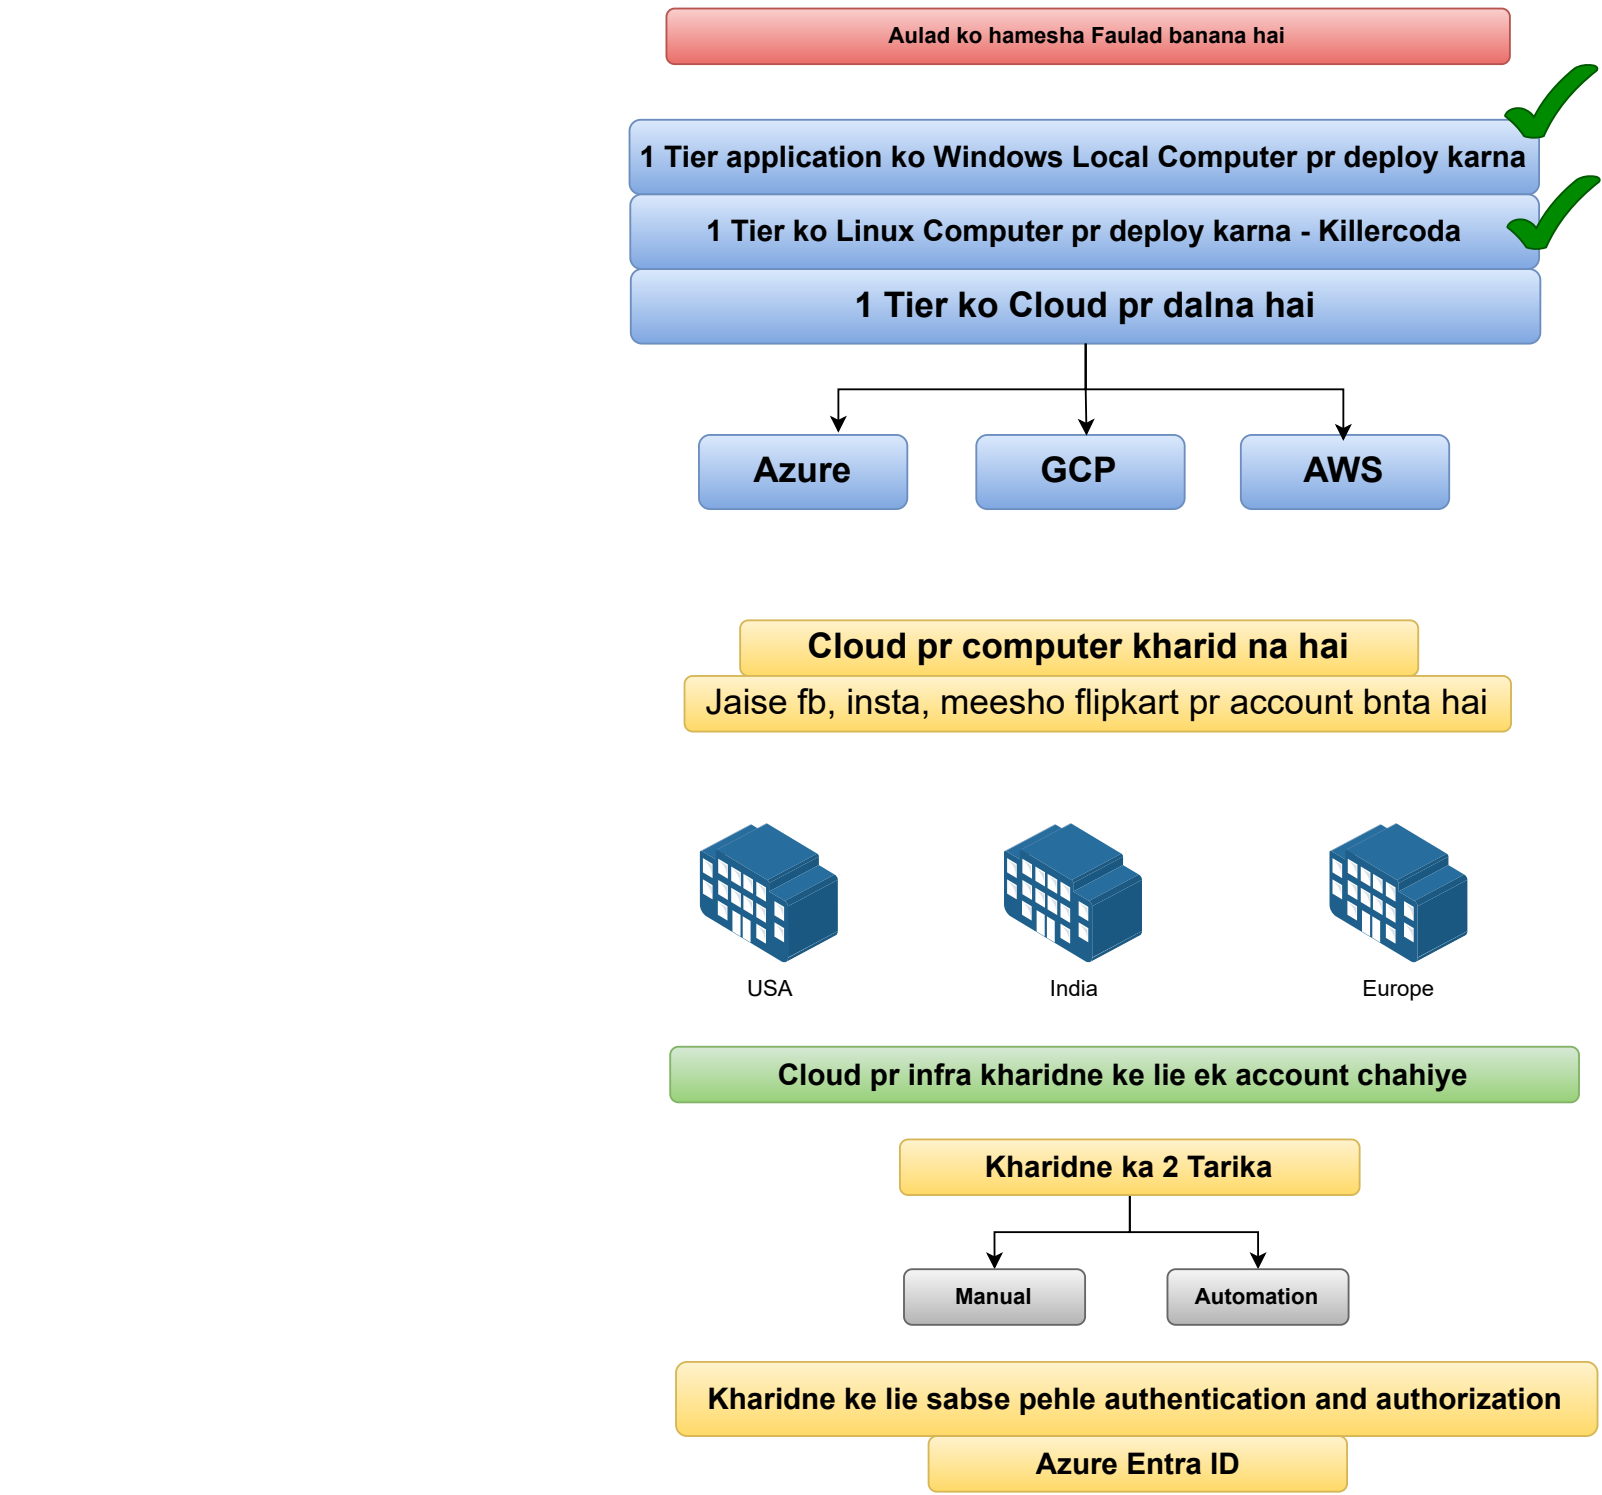 Aulad ko hamesha Faulad banana hai
1 Tier application ko Windows Local Computer pr deploy karna
1 Tier ko Linux Computer pr deploy karna - Killercoda
1 Tier ko Cloud pr dalna hai
Azure
GCP
AWS
Cloud pr computer kharid na hai
Jaise fb, insta, meesho flipkart pr account bnta hai
USA
India
Europe
Cloud pr infra kharidne ke lie ek account chahiye
Kharidne ka 2 Tarika
Manual
Automation
Kharidne ke lie sabse pehle authentication and authorization
Azure Entra ID